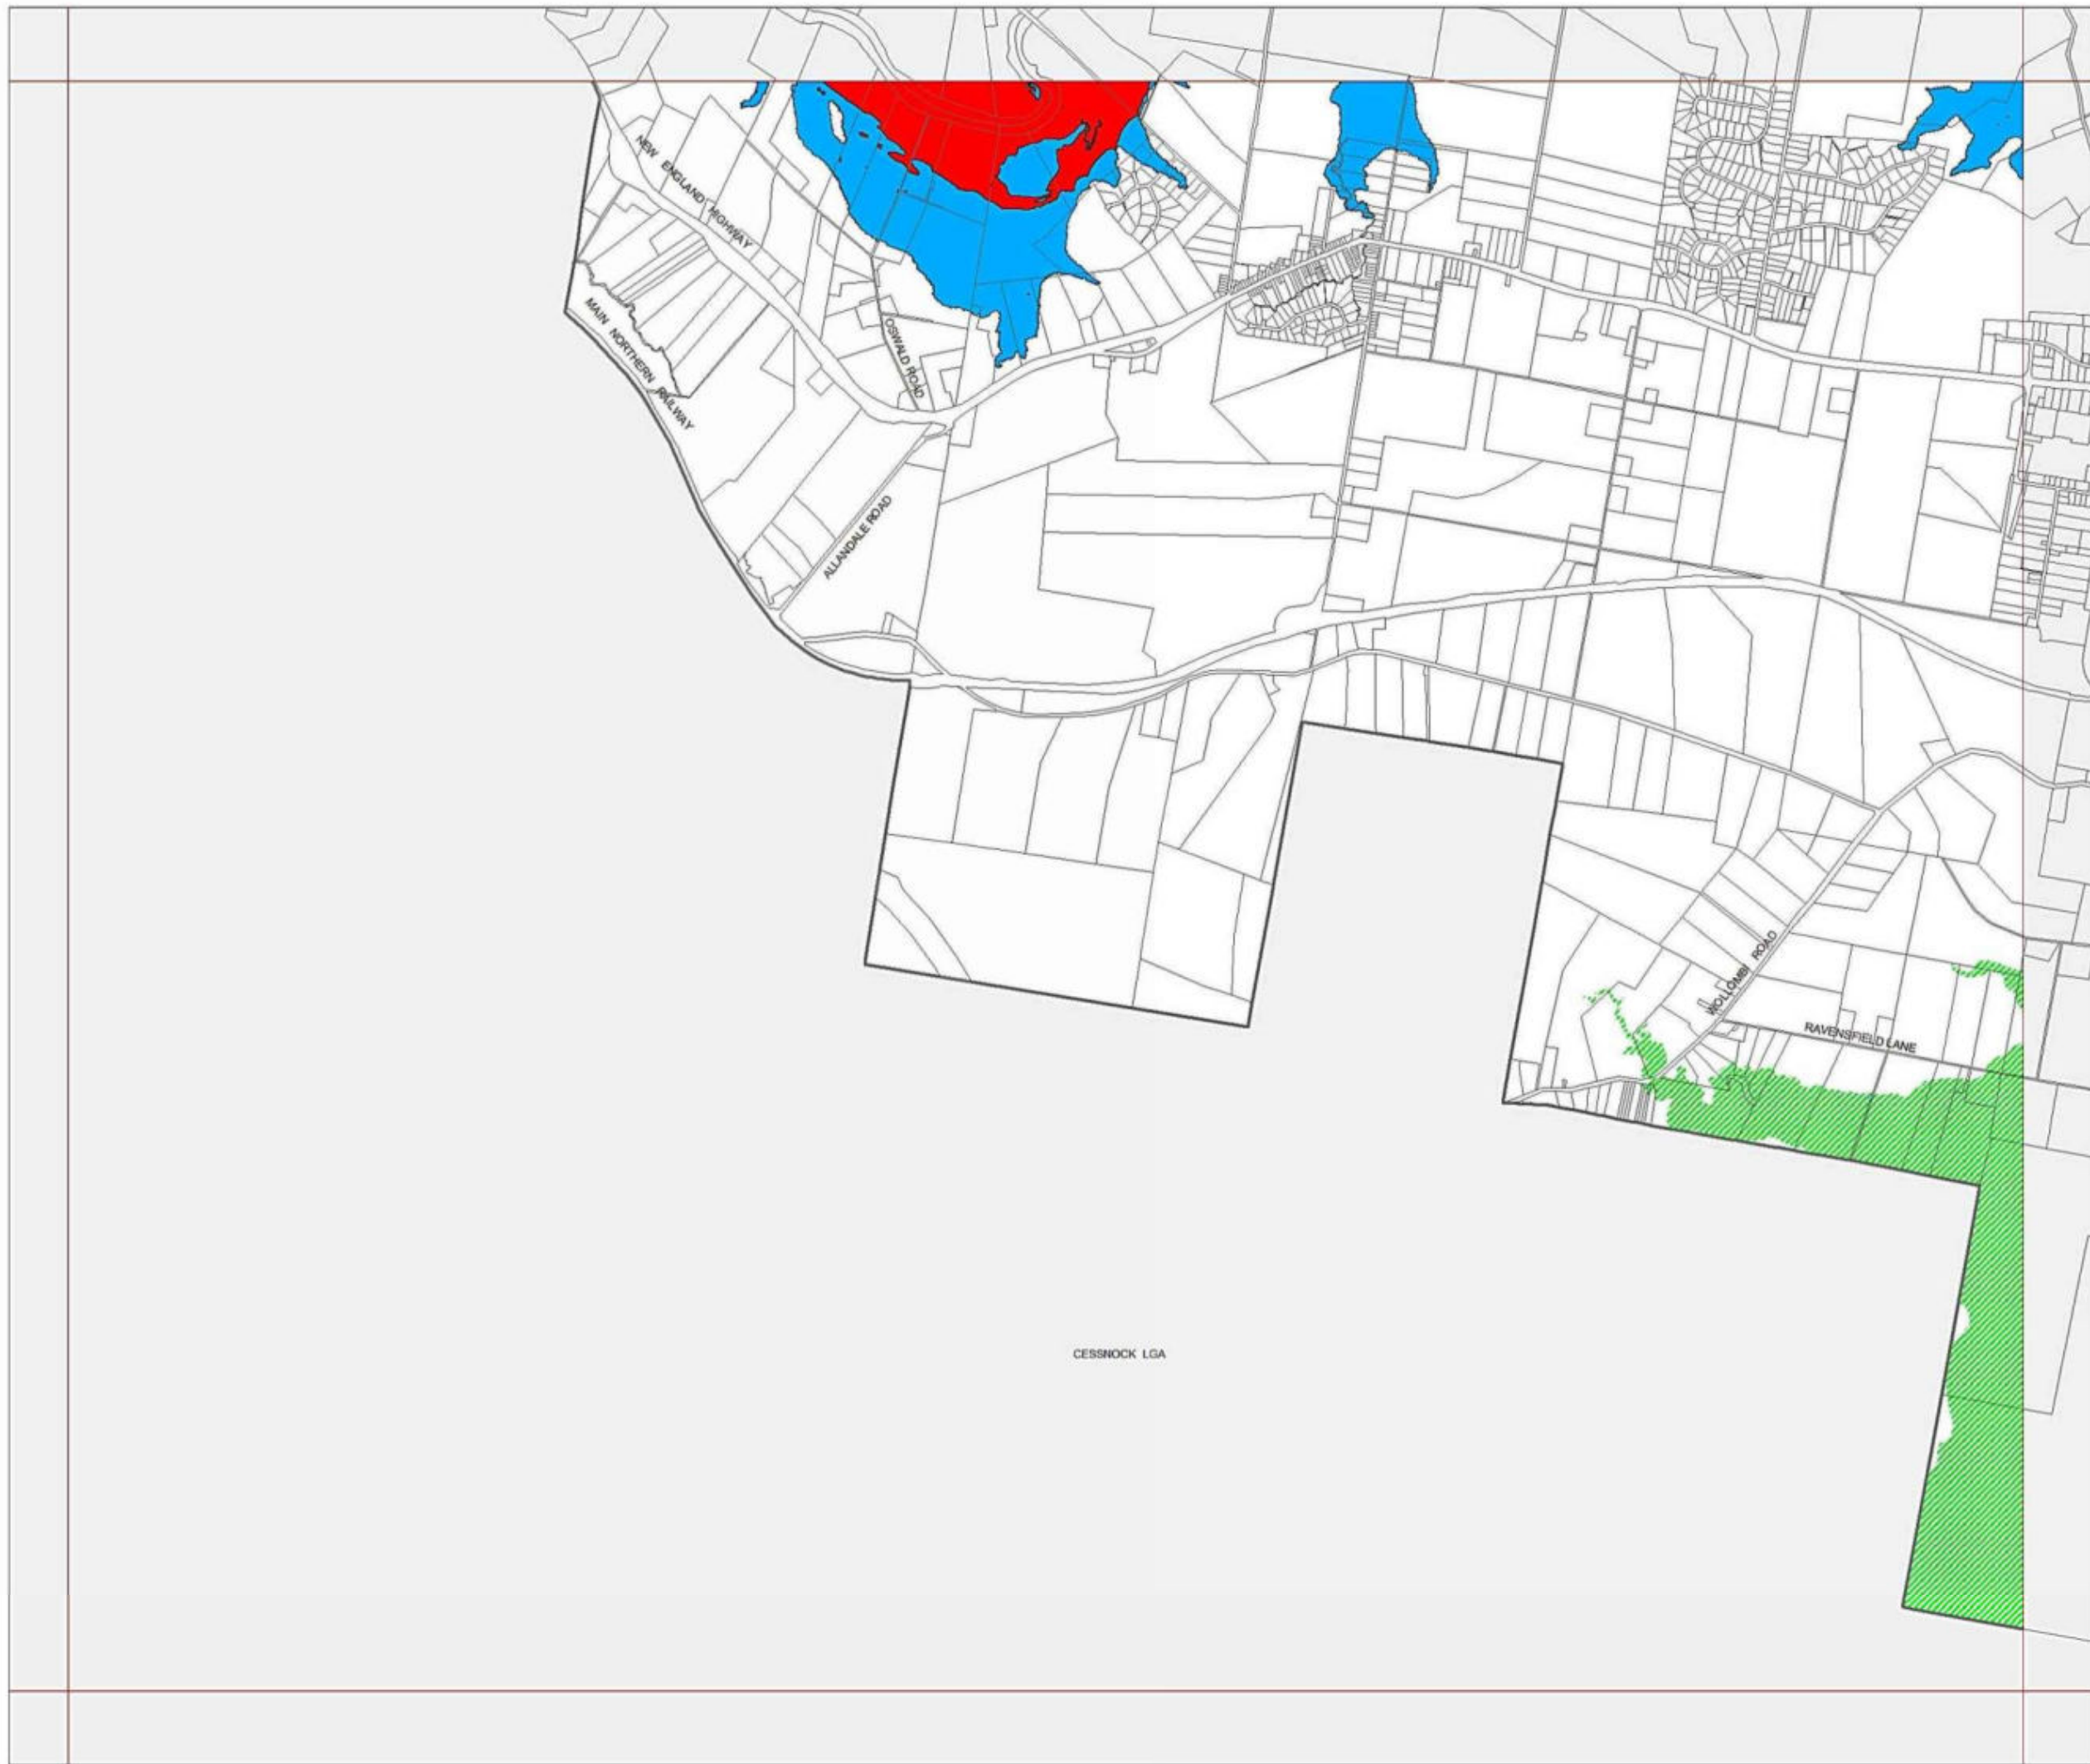 NEW ENGLAND HIGHWAY
MAIN NORTHERN RAILWAY
OSWALD ROAD
ALLANDALE ROAD
WOLLOMBI ROAD
RAVENSFIELD LANE
CESSNOCK LGA